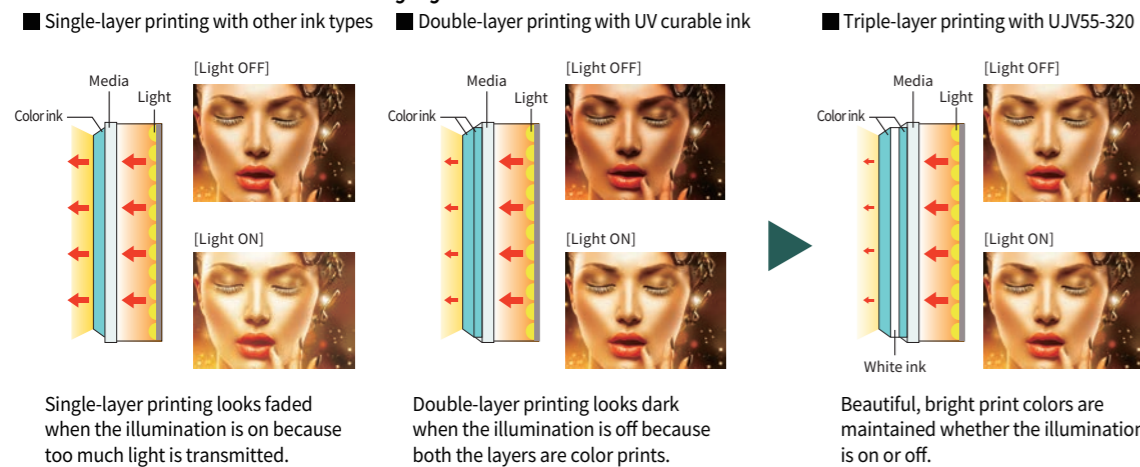 ■ Single-layer printing with other ink types
[Light OFF]
Media
Light
Color ink
[Light ON]
Single-layer printing looks faded
when the illumination is on because
too much light is transmitted.
■ Double-layer printing with UV curable ink
[Light OFF]
Media
Light
Color ink
[Light ON]
Double-layer printing looks dark
when the illumination is off because
both the layers are color prints.
■ Triple-layer printing with UJV55-320
[Light OFF]
Media
Light
Color ink
[Light ON]
White ink
Beautiful, bright print colors are
maintained whether the illumination
is on or off.